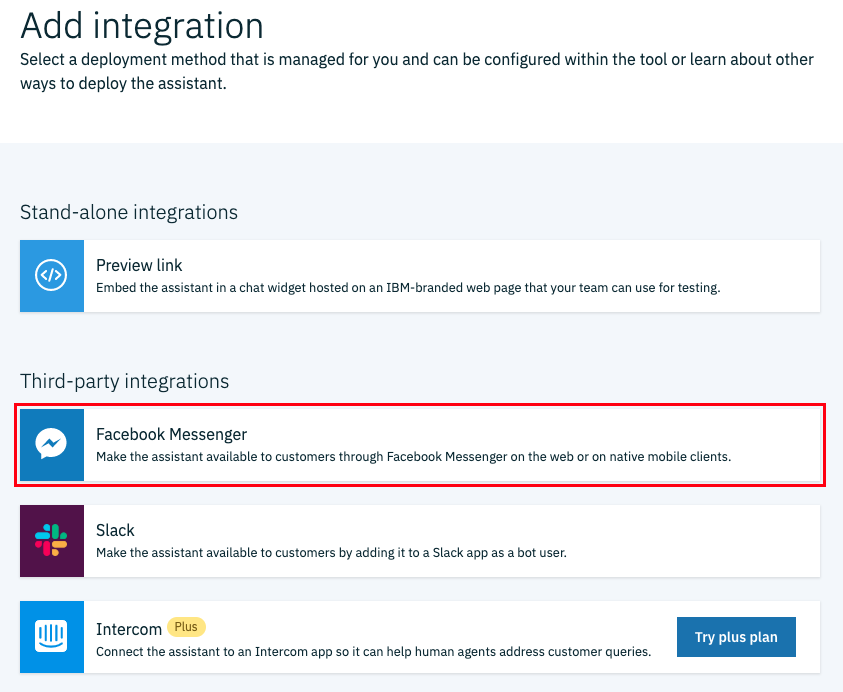 Add integration
Select a deployment method that is managed for you and can be configured within the tool or learn about other
ways to deploy the assistant.
Stand-alone integrations
Preview link
Embed the assistant in a chat widget hosted on an IBM-branded web page that your team can use for testing.
Third-party integrations
Facebook Messenger
Make the assistant available to customers through Facebook Messenger on the web or on native mobile clients.
Slack
Make the assistant available to customers by adding it to a Slack app as a bot user.
Intercom Plus
Connect the assistant to an Intercom app so it can help human agents address customer queries.
Try plus plan